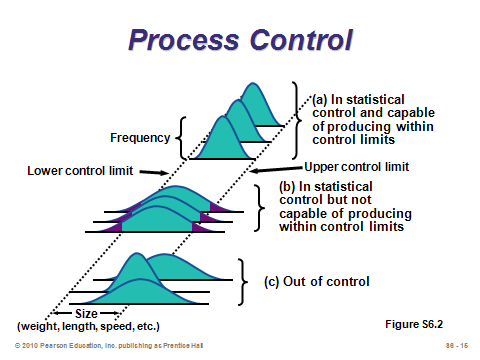 Process Control
(a) In statistical
control and capable
of producing within
control limits
Frequency
Lower control limit
Upper control limit
(b) In statistical
control but not
capable of producing
within control limits
(c) Out of control
Size
(weight, length, speed, etc.)
Figure S6.2
© 2010 Pearson Education, Inc. publishing as Prentice Hall
S6 - 15